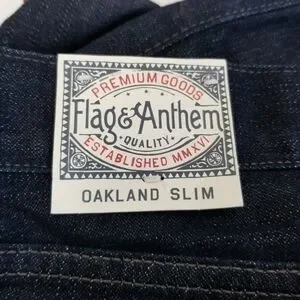 PREMIUM GOODS
Flag & Anthem
QUALITY
ESTABLISHED MMXVI
OAKLAND SLIM